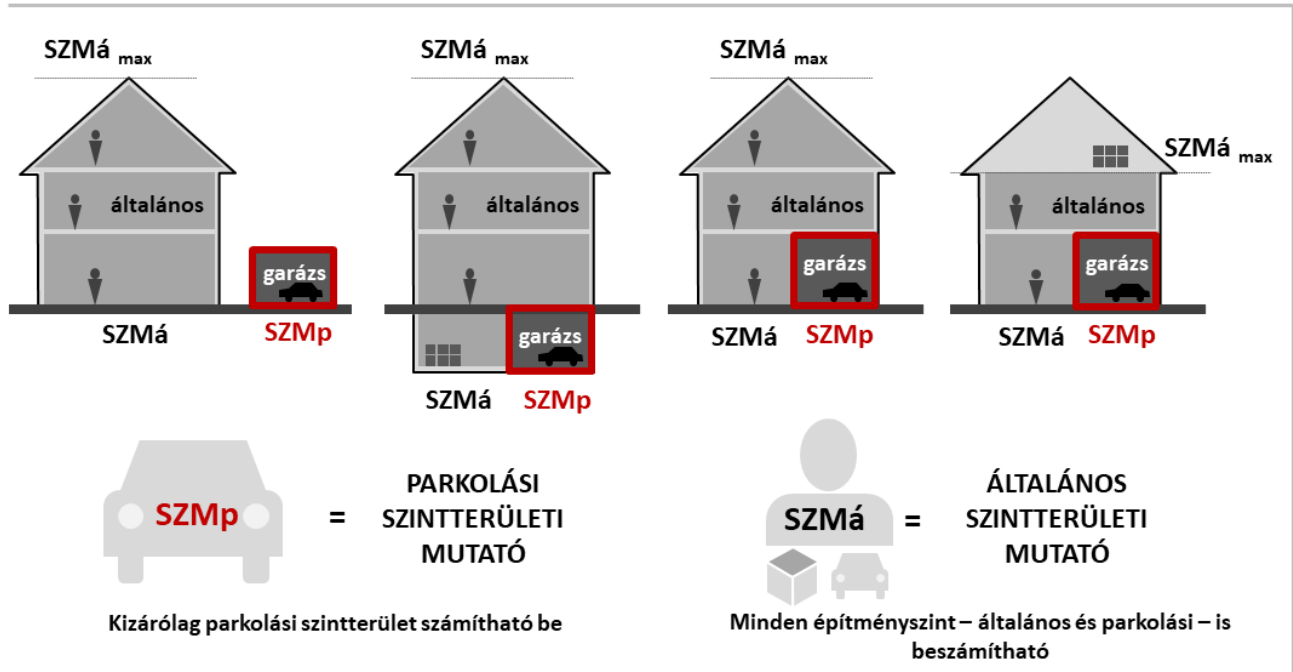 SZMá max
SZMá max
SZMá max
SZMá max
általános
általános
általános
általános
garázs
garázs
garázs
garázs
SZMá
SZMp
SZMá
SZMp
SZMá
SZMp
SZMá
SZMp
SZMp
=
PARKOLÁSI
SZINTTERÜLETI
MUTATÓ
Kizárólag parkolási szintterület számítható be
SZMá
=
ÁLTALÁNOS
SZINTTERÜLETI
MUTATÓ
Minden építményszint – általános és parkolási – is
beszámítható